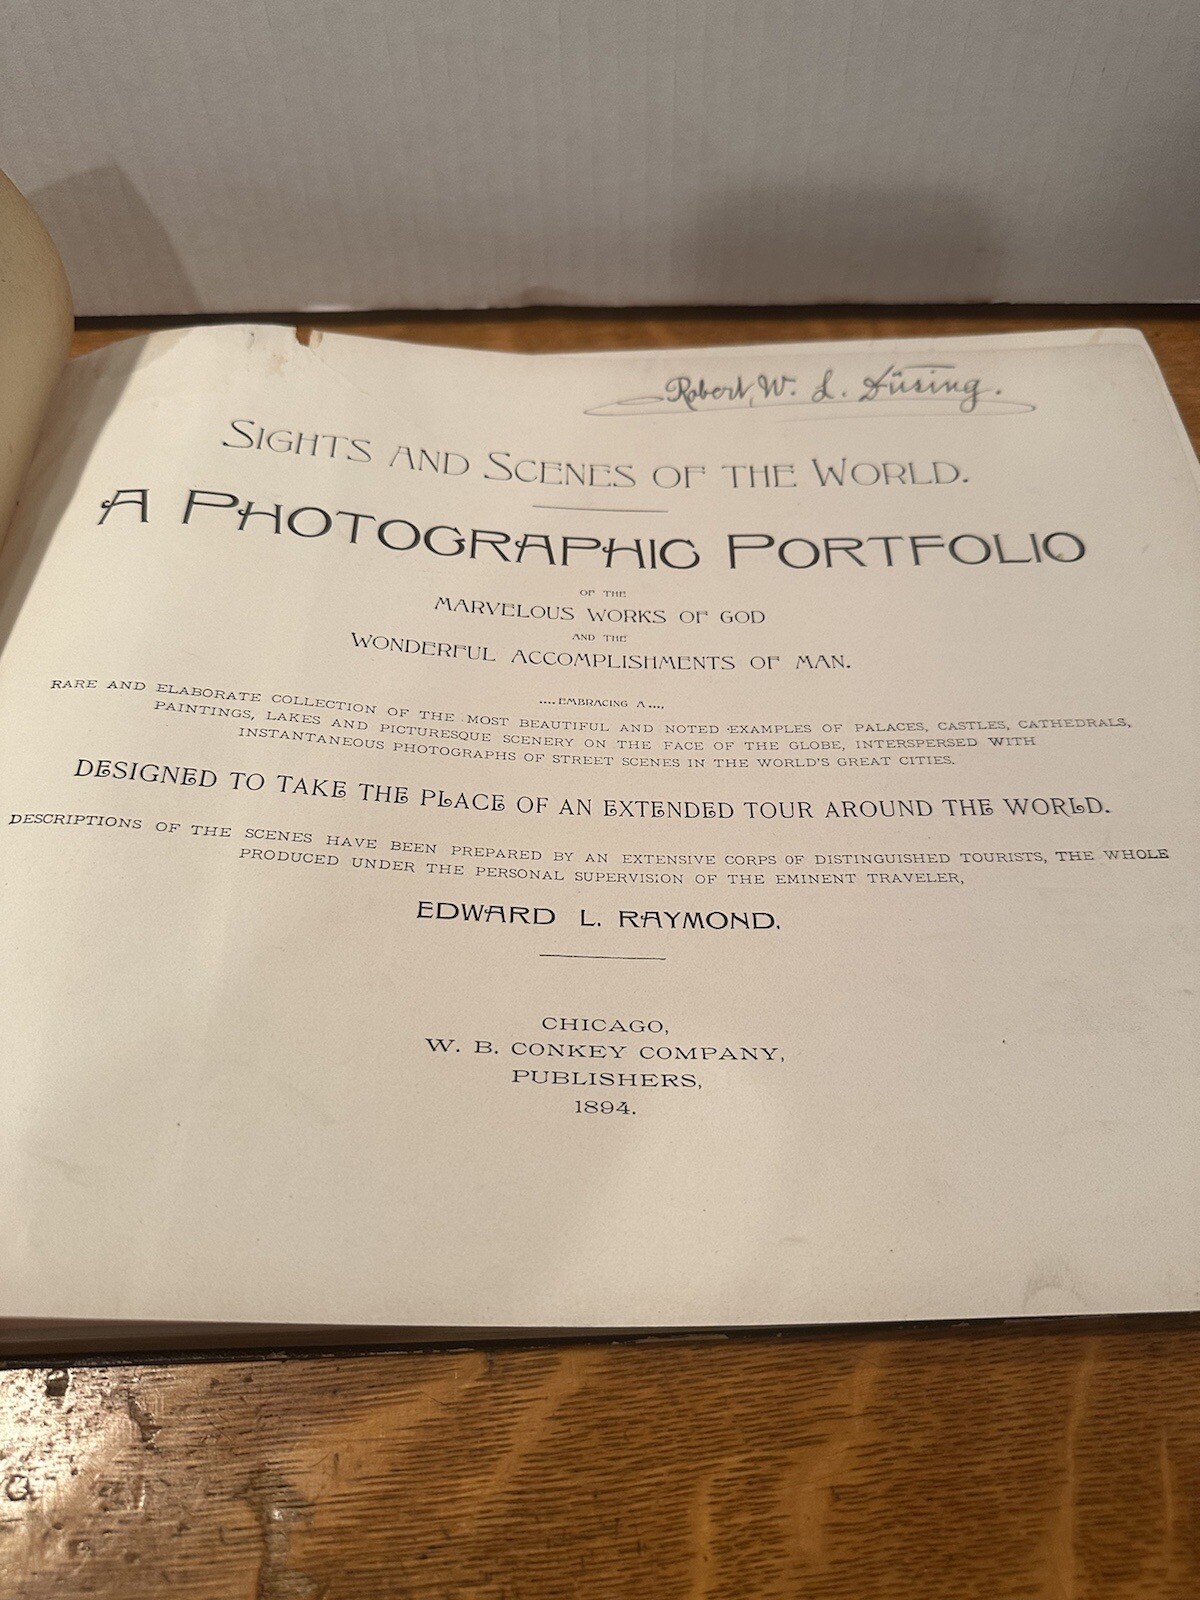 Robert W. L. Düsing.
SIGHTS AND SCENES OF THE WORLD.
A PHOTOGRAPHIC PORTFOLIO
OF THE
MARVELOUS WORKS OF GOD
AND THE
WONDERFUL ACCOMPLISHMENTS OF MAN.
....EMBRACING A....
RARE AND ELABORATE COLLECTION OF THE MOST BEAUTIFUL AND NOTED EXAMPLES OF PALACES, CASTLES, CATHEDRALS,
PAINTINGS, LAKES AND PICTURESQUE SCENERY ON THE FACE OF THE GLOBE, INTERSPERSED WITH
INSTANTANEOUS PHOTOGRAPHS OF STREET SCENES IN THE WORLD'S GREAT CITIES.
DESIGNED TO TAKE THE PLACE OF AN EXTENDED TOUR AROUND THE WORLD.
DESCRIPTIONS OF THE SCENES HAVE BEEN PREPARED BY AN EXTENSIVE CORPS OF DISTINGUISHED TOURISTS, THE WHOLE
PRODUCED UNDER THE PERSONAL SUPERVISION OF THE EMINENT TRAVELER,
EDWARD L. RAYMOND.
CHICAGO,
W. B. CONKEY COMPANY,
PUBLISHERS,
1894.